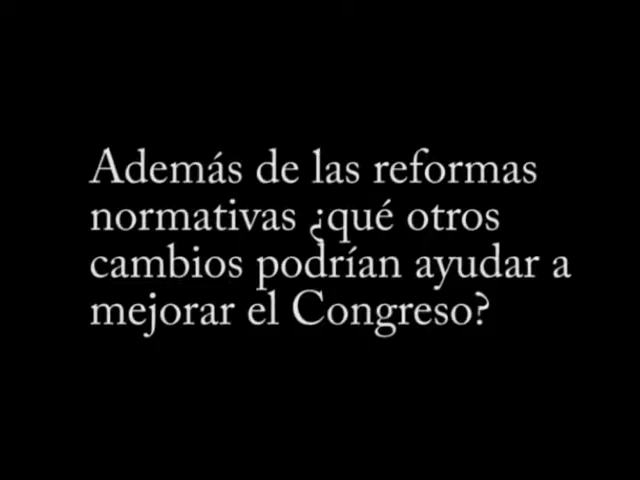 Además de las reformas
normativas ¿qué otros
cambios podrían ayudar a
mejorar el Congreso?